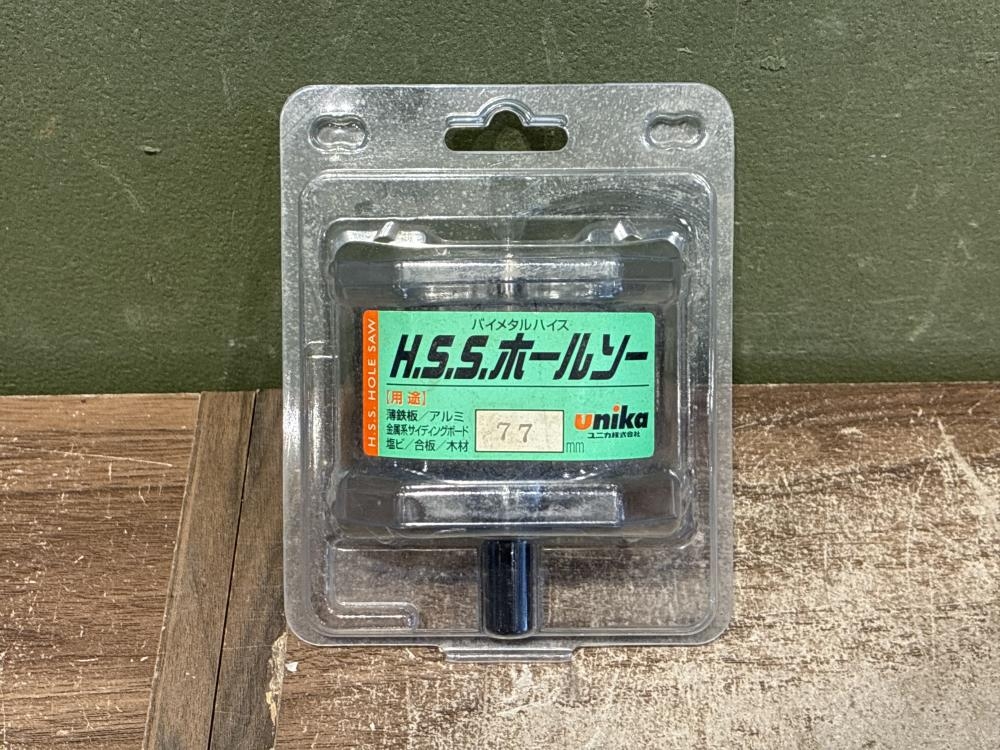 H.S.S. HOLE SAW
バイメタルハイス
H.S.S.ホールソー
【用途】
薄鉄板／アルミ
金属系サイディングボード
塩ビ／合板／木材
77
mm
unika
ユニカ株式会社